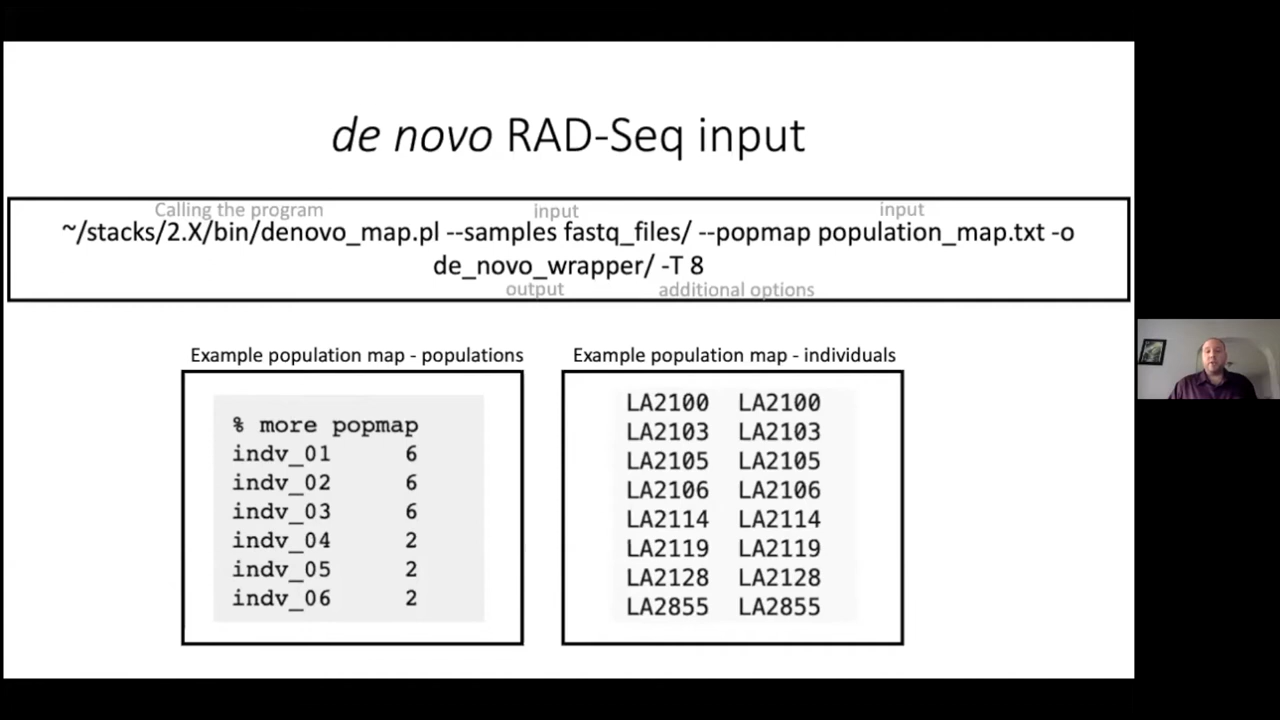 de novo RAD-Seq input
Calling the program input input
~/stacks/2.X/bin/denovo_map.pl --samples fastq_files/ --popmap population_map.txt -o
de_novo_wrapper/ -T 8
output additional options
Example population map - populations
% more popmap
indv_01 6
indv_02 6
indv_03 6
indv_04 2
indv_05 2
indv_06 2
Example population map - individuals
LA2100 LA2100
LA2103 LA2103
LA2105 LA2105
LA2106 LA2106
LA2114 LA2114
LA2119 LA2119
LA2128 LA2128
LA2855 LA2855